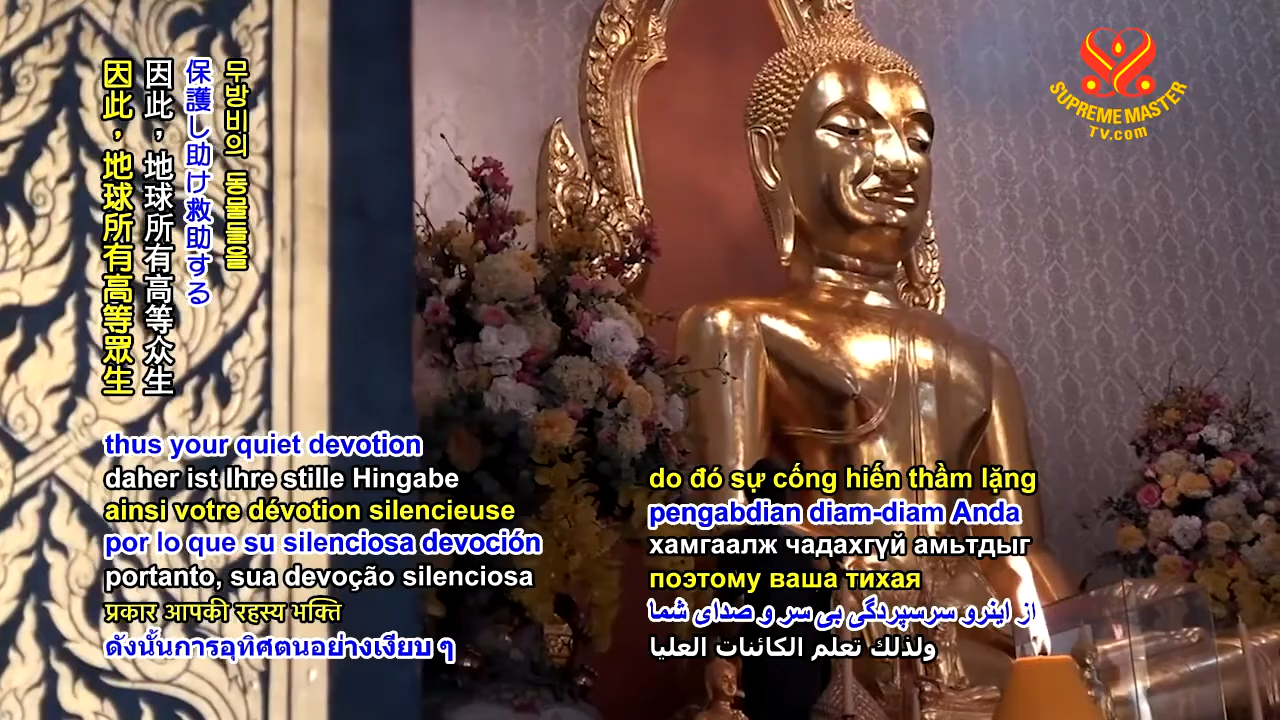 SUPREME MASTER
TV.com
무방비의 동물들을
保護し助け救助する
因此，地球所有高等众生
因此，地球所有高等眾生
thus your quiet devotion
daher ist Ihre stille Hingabe
ainsi votre dévotion silencieuse
por lo que su silenciosa devoción
portanto, sua devoção silenciosa
प्रकार आपकी रहस्य भक्ति
ดังนั้นการอุทิศตนอย่างเงียบ ๆ
do đó sự cống hiến thầm lặng
pengabdian diam-diam Anda
хамгаалж чадахгүй амьтдыг
поэтому ваша тихая
از اینرو سرسپردگی بی سر و صدای شما
ولذلك تعلم الكائنات العليا